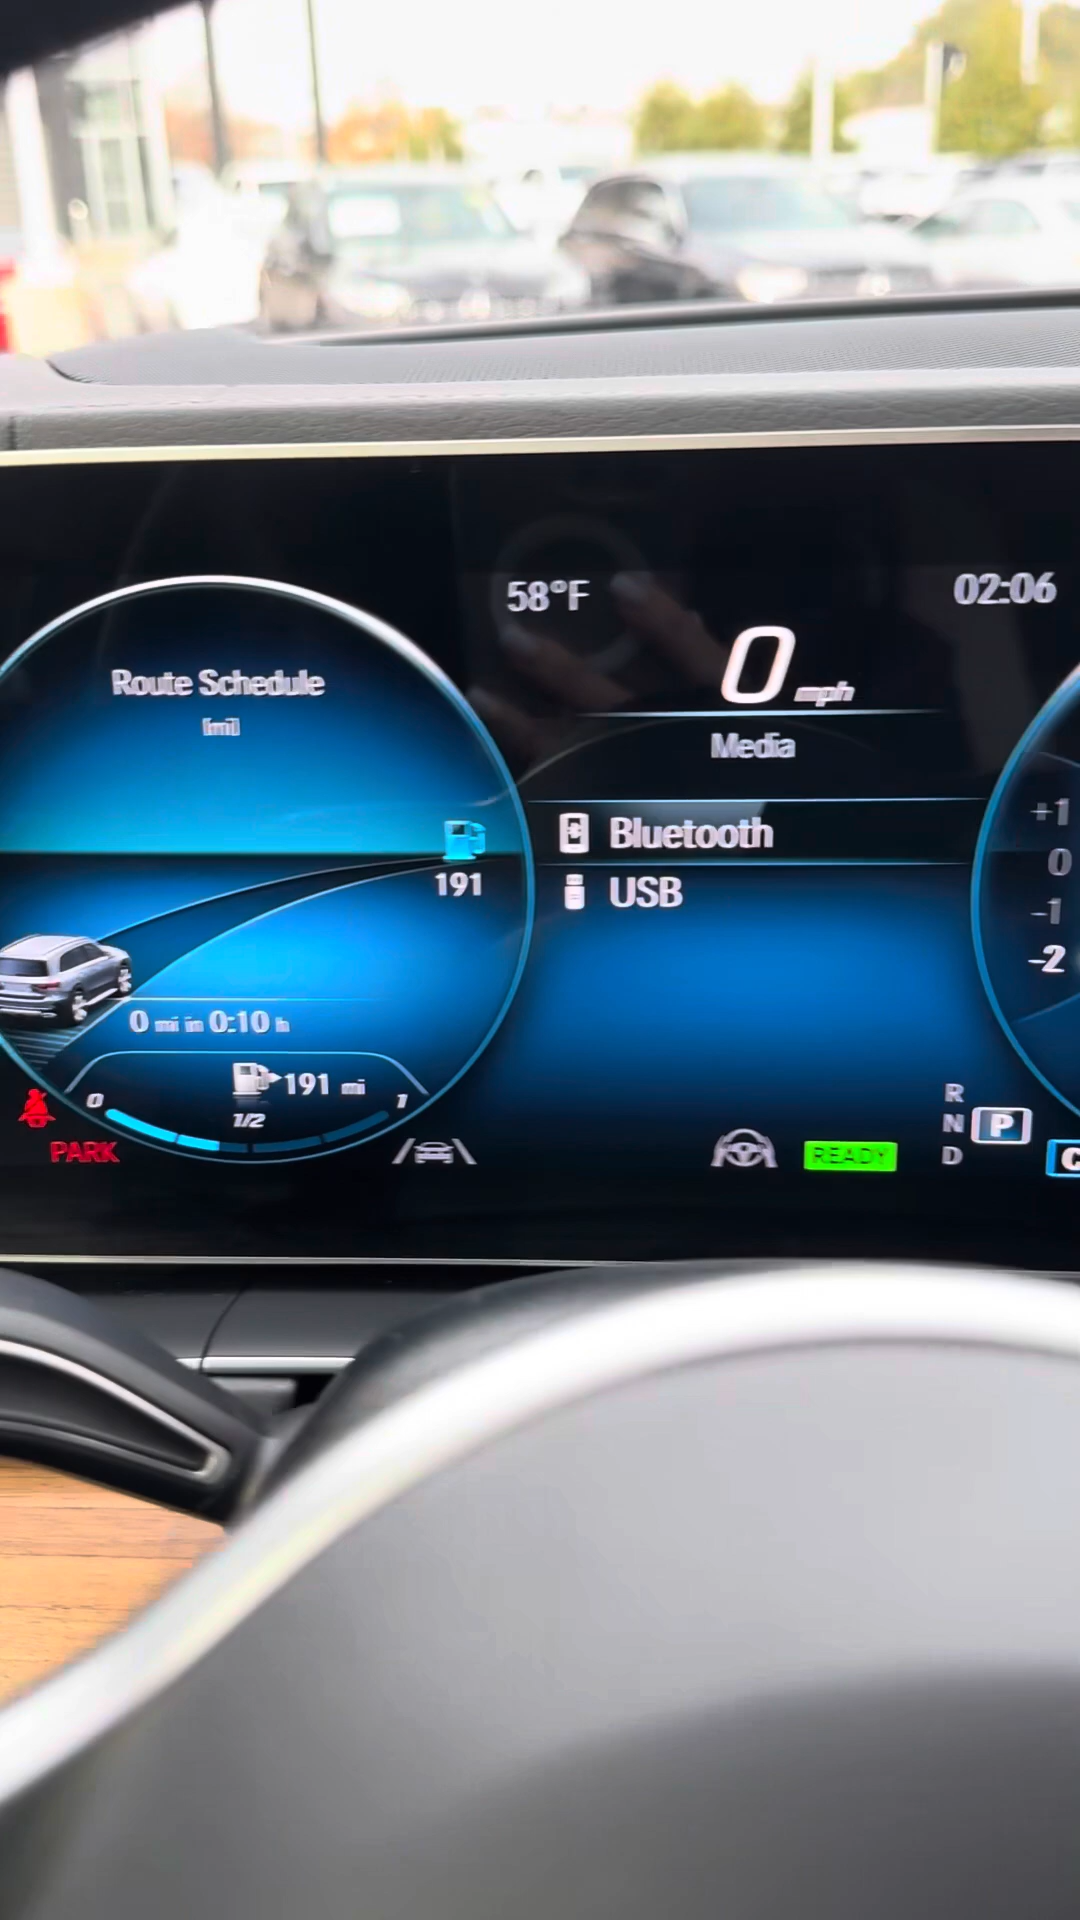 58°F
02:06
0 mph
Route Schedule
[mi]
Media
Bluetooth
USB
191
+1
0
-1
-2
0 mi in 0:10 h
191 mi
0
1/2
1
PARK
READY
R
N
P
D